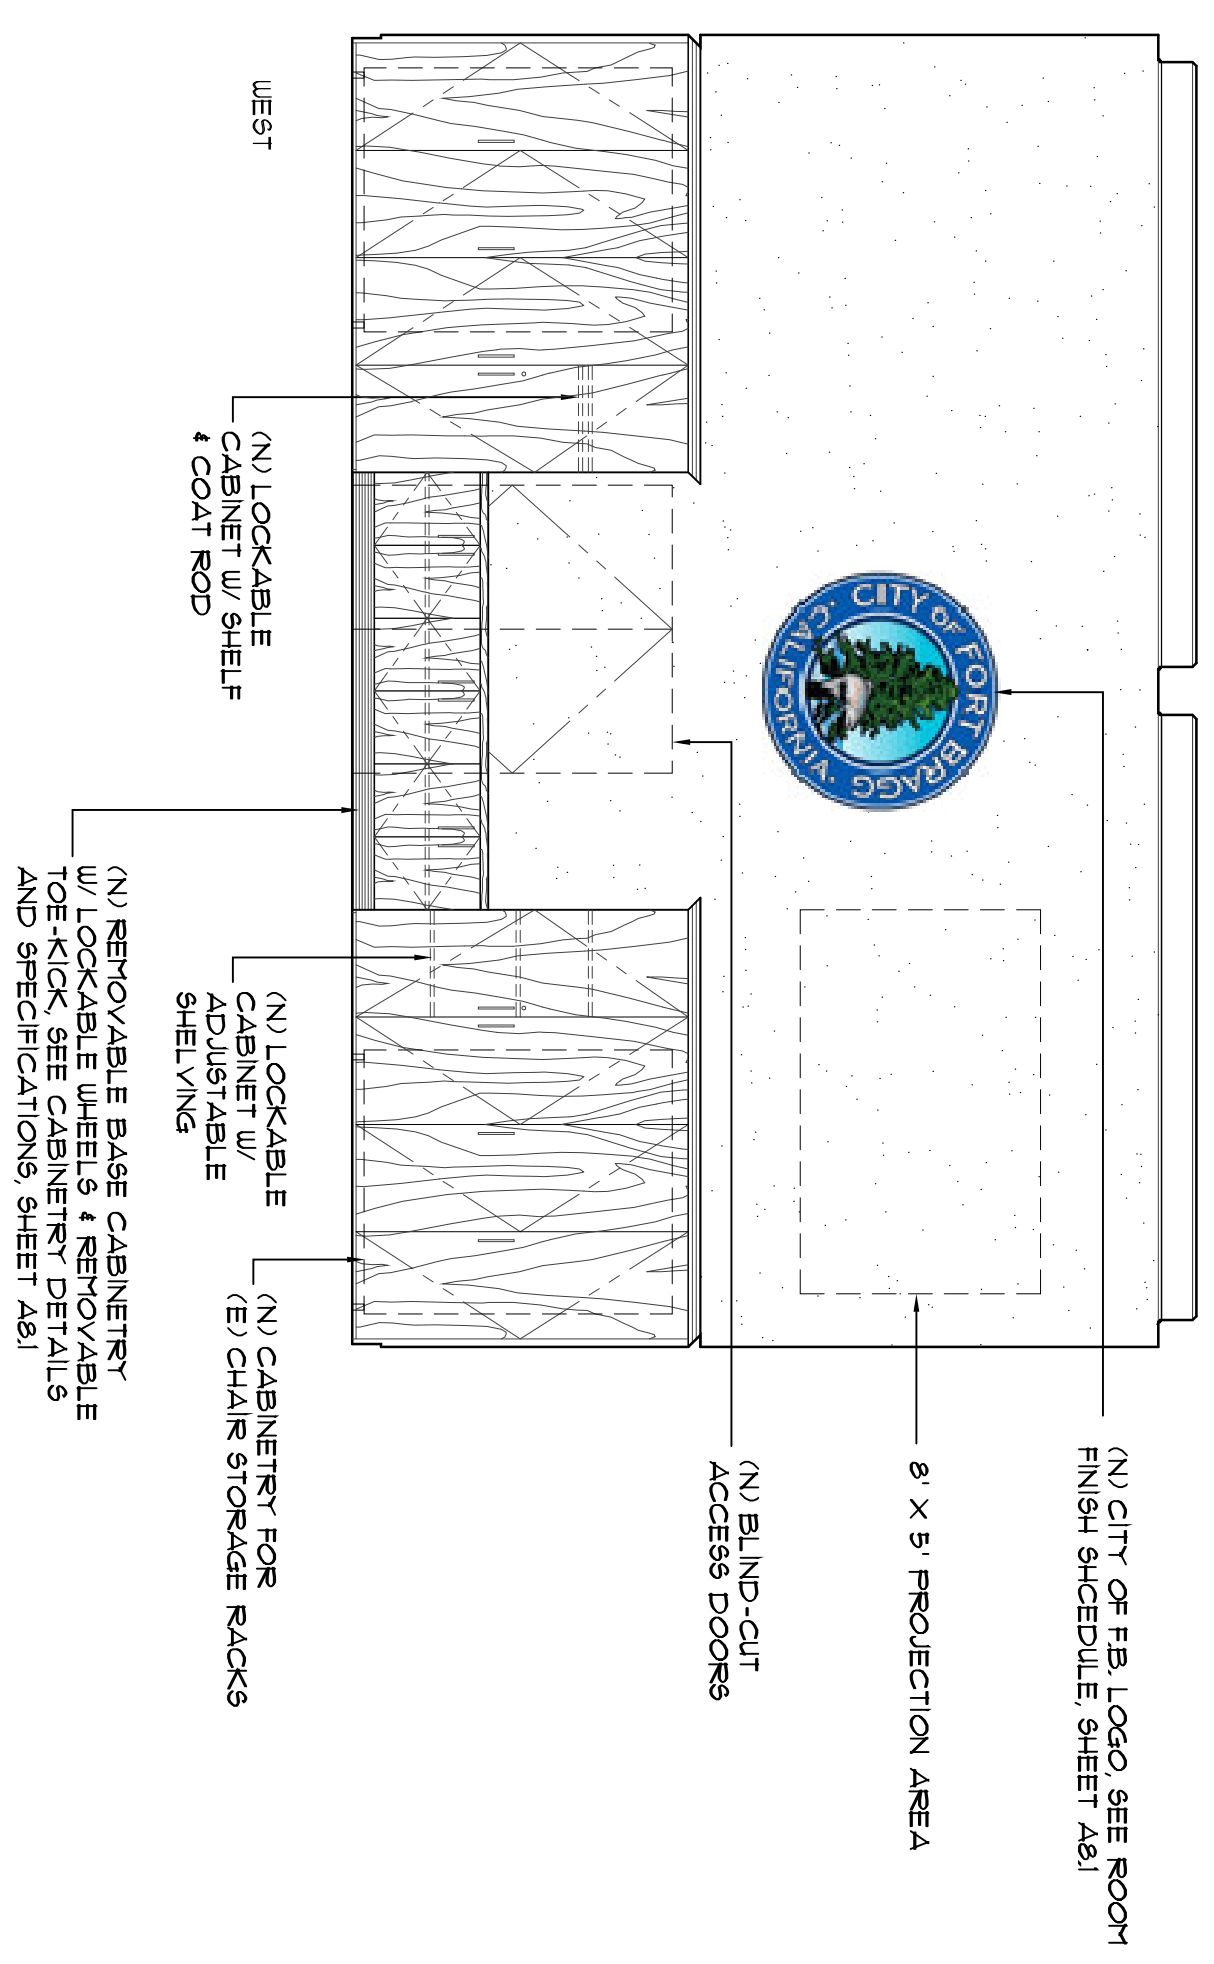 (N) CITY OF F.B. LOGO, SEE ROOM
FINISH SHCEDULE, SHEET A8.1
8' X 5' PROJECTION AREA
(N) BLIND-CUT
ACCESS DOORS
CITY OF FORT BRAGG
· CALIFORNIA ·
(N) LOCKABLE
CABINET W/ SHELF
& COAT ROD
(N) LOCKABLE
CABINET W/
ADJUSTABLE
SHELVING
(N) CABINETRY FOR
(E) CHAIR STORAGE RACKS
(N) REMOVABLE BASE CABINETRY
W/ LOCKABLE WHEELS & REMOVABLE
TOE-KICK, SEE CABINETRY DETAILS
AND SPECIFICATIONS, SHEET A8.1
WEST